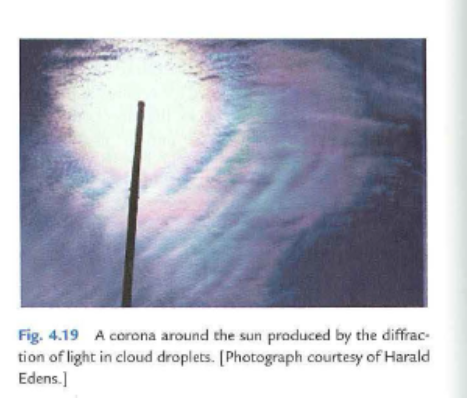 Fig. 4.19 A corona around the sun produced by the diffrac-
tion of light in cloud droplets. [Photograph courtesy of Harald
Edens.]